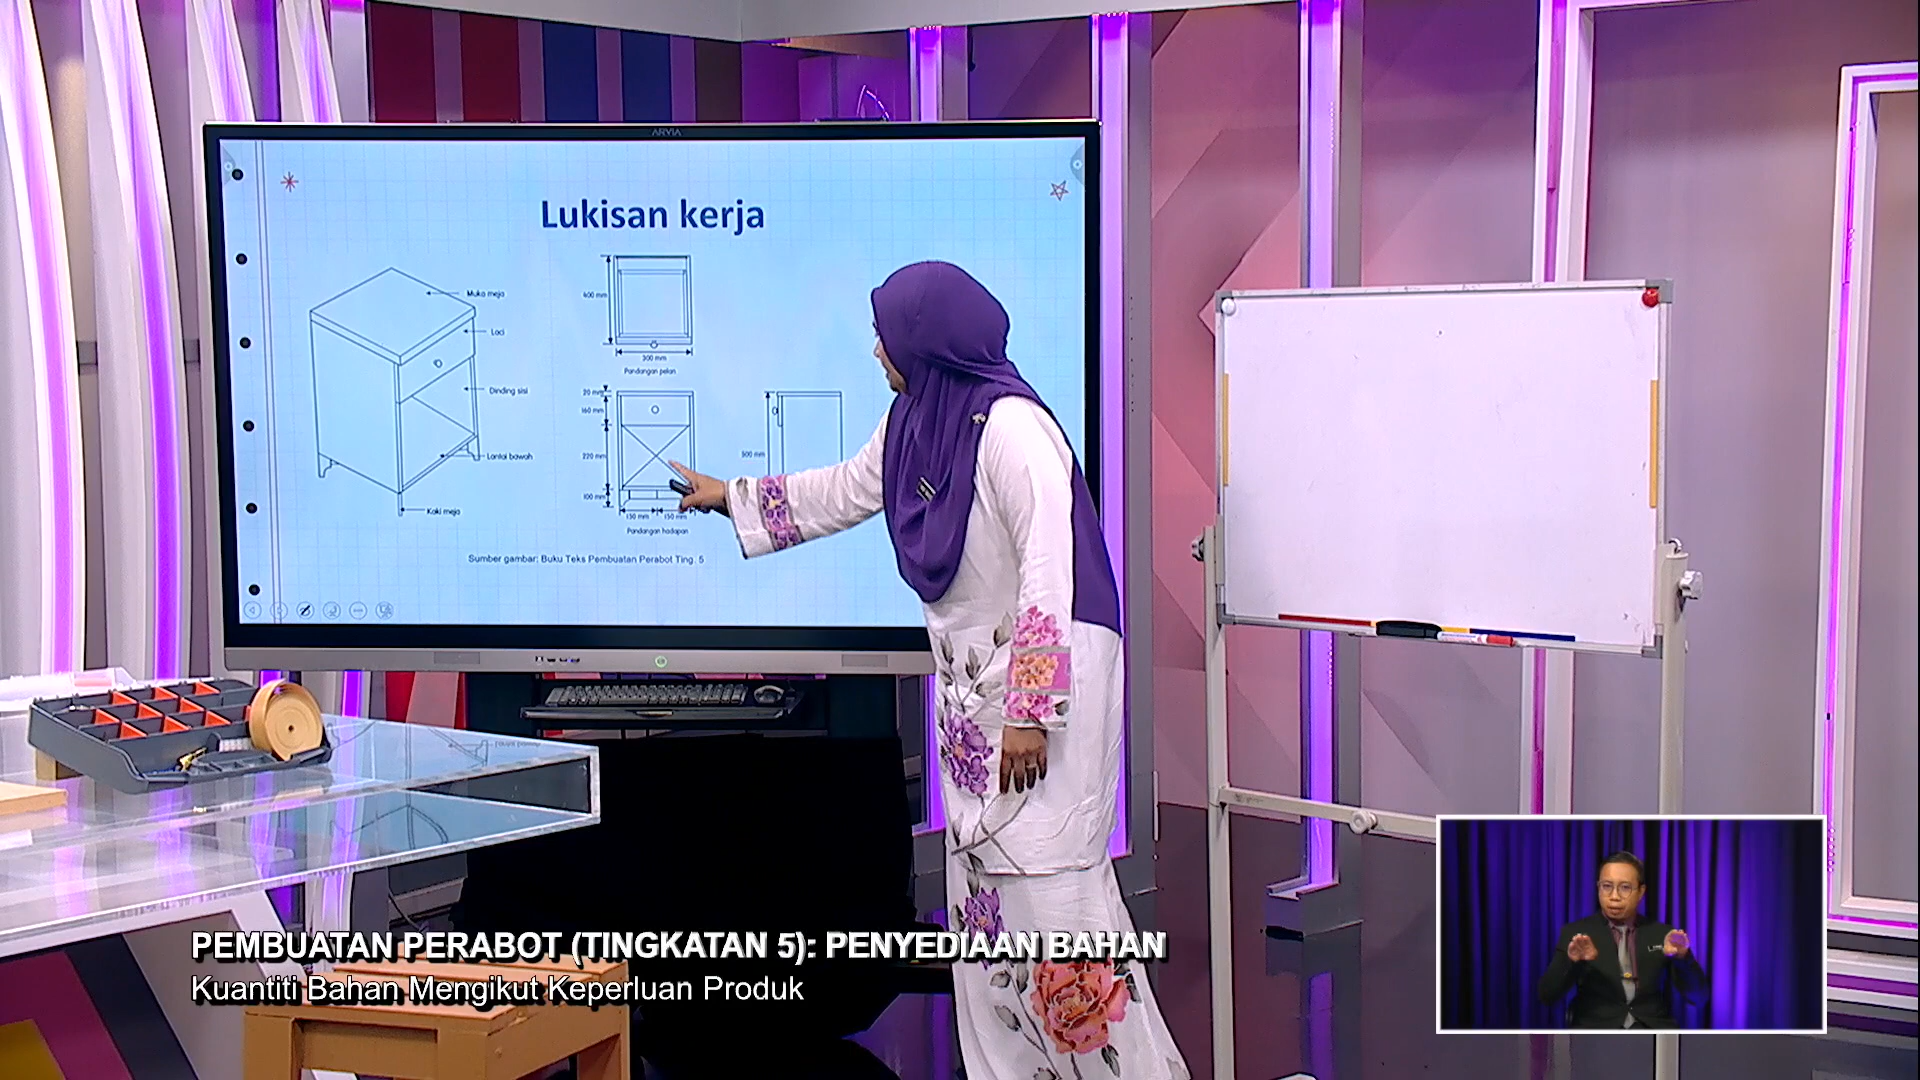 ARVIA
Lukisan kerja
Muka meja
Laci
Dinding sisi
Lantai bawah
Kaki meja
400 mm
300 mm
Pandangan pelan
20 mm
160 mm
220 mm
100 mm
150 mm 150 mm
Pandangan hadapan
500 mm
Sumber gambar: Buku Teks Pembuatan Perabot Ting. 5
PEMBUATAN PERABOT (TINGKATAN 5): PENYEDIAAN BAHAN
Kuantiti Bahan Mengikut Keperluan Produk